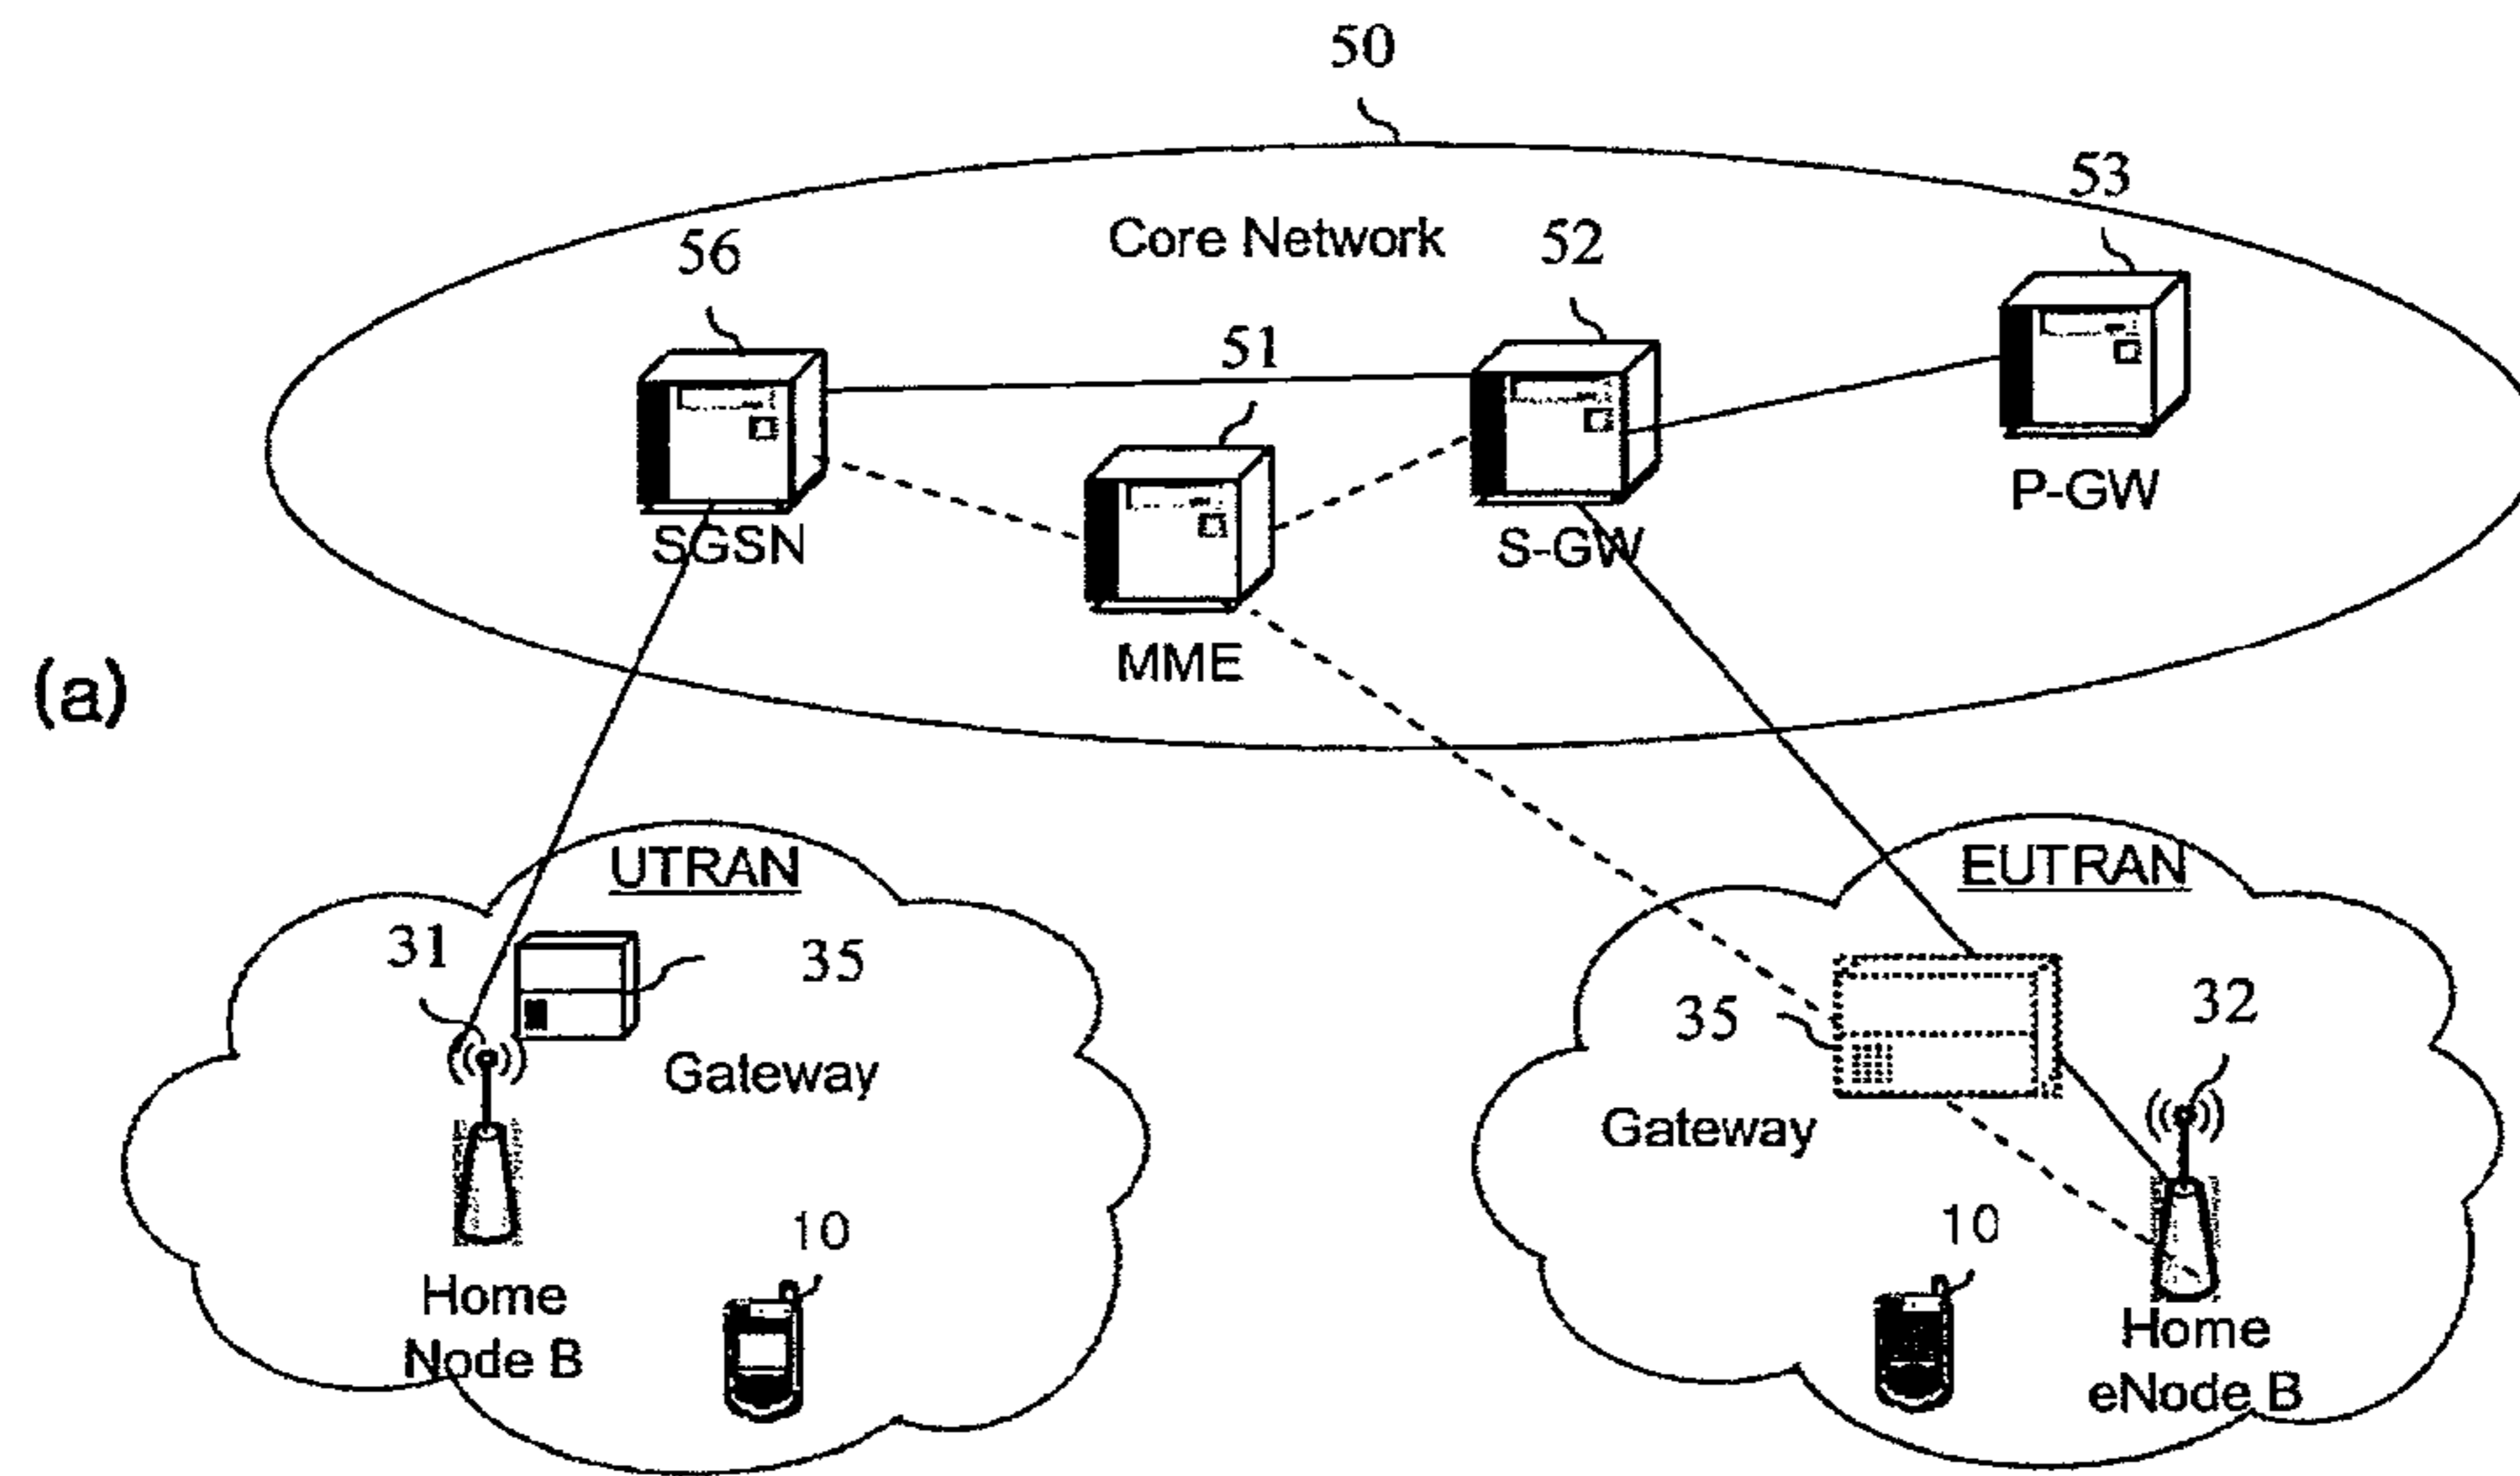 50
53
Core Network
56
52
51
SGSN
S-GW
P-GW
MME
(a)
UTRAN
EUTRAN
31
35
35
32
Gateway
Gateway
10
10
Home
Node B
Home
eNode B